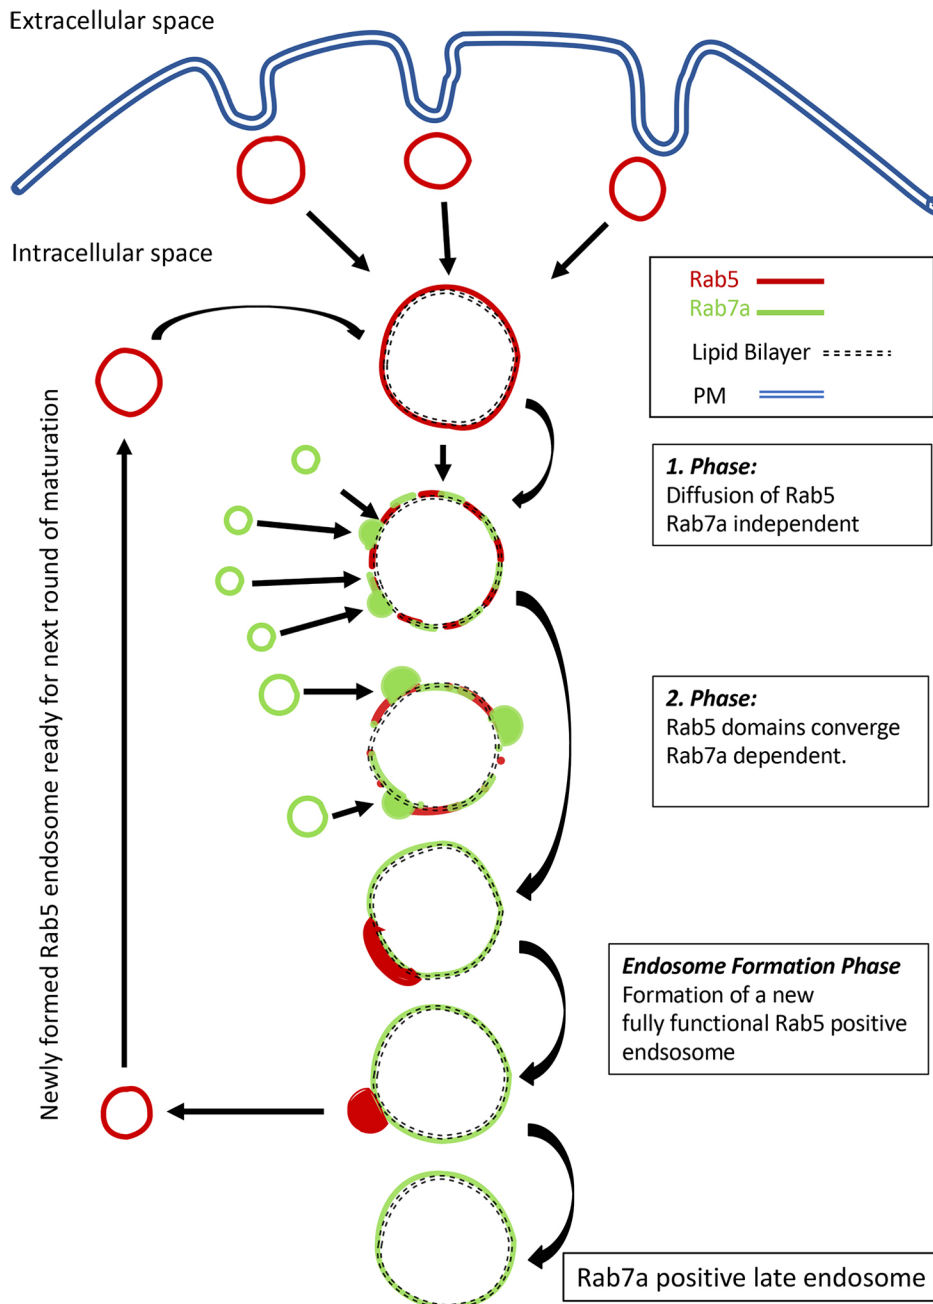 Extracellular space
Intracellular space
Rab5
Rab7a
Lipid Bilayer
PM
Newly formed Rab5 endosome ready for next round of maturation
1. Phase:
Diffusion of Rab5
Rab7a independent
2. Phase:
Rab5 domains converge
Rab7a dependent.
Endosome Formation Phase
Formation of a new
fully functional Rab5 positive
endsosome
Rab7a positive late endosome